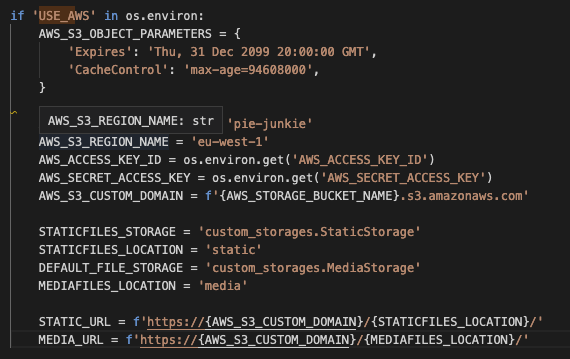 if 'USE_AWS' in os.environ:
    AWS_S3_OBJECT_PARAMETERS = {
        'Expires': 'Thu, 31 Dec 2099 20:00:00 GMT',
        'CacheControl': 'max-age=94608000',
    }
AWS_S3_REGION_NAME: str 'pie-junkie'
    AWS_S3_REGION_NAME = 'eu-west-1'
    AWS_ACCESS_KEY_ID = os.environ.get('AWS_ACCESS_KEY_ID')
    AWS_SECRET_ACCESS_KEY = os.environ.get('AWS_SECRET_ACCESS_KEY')
    AWS_S3_CUSTOM_DOMAIN = f'{AWS_STORAGE_BUCKET_NAME}.s3.amazonaws.com'
    STATICFILES_STORAGE = 'custom_storages.StaticStorage'
    STATICFILES_LOCATION = 'static'
    DEFAULT_FILE_STORAGE = 'custom_storages.MediaStorage'
    MEDIAFILES_LOCATION = 'media'
    STATIC_URL = f'https://{AWS_S3_CUSTOM_DOMAIN}/{STATICFILES_LOCATION}/'
    MEDIA_URL = f'https://{AWS_S3_CUSTOM_DOMAIN}/{MEDIAFILES_LOCATION}/'